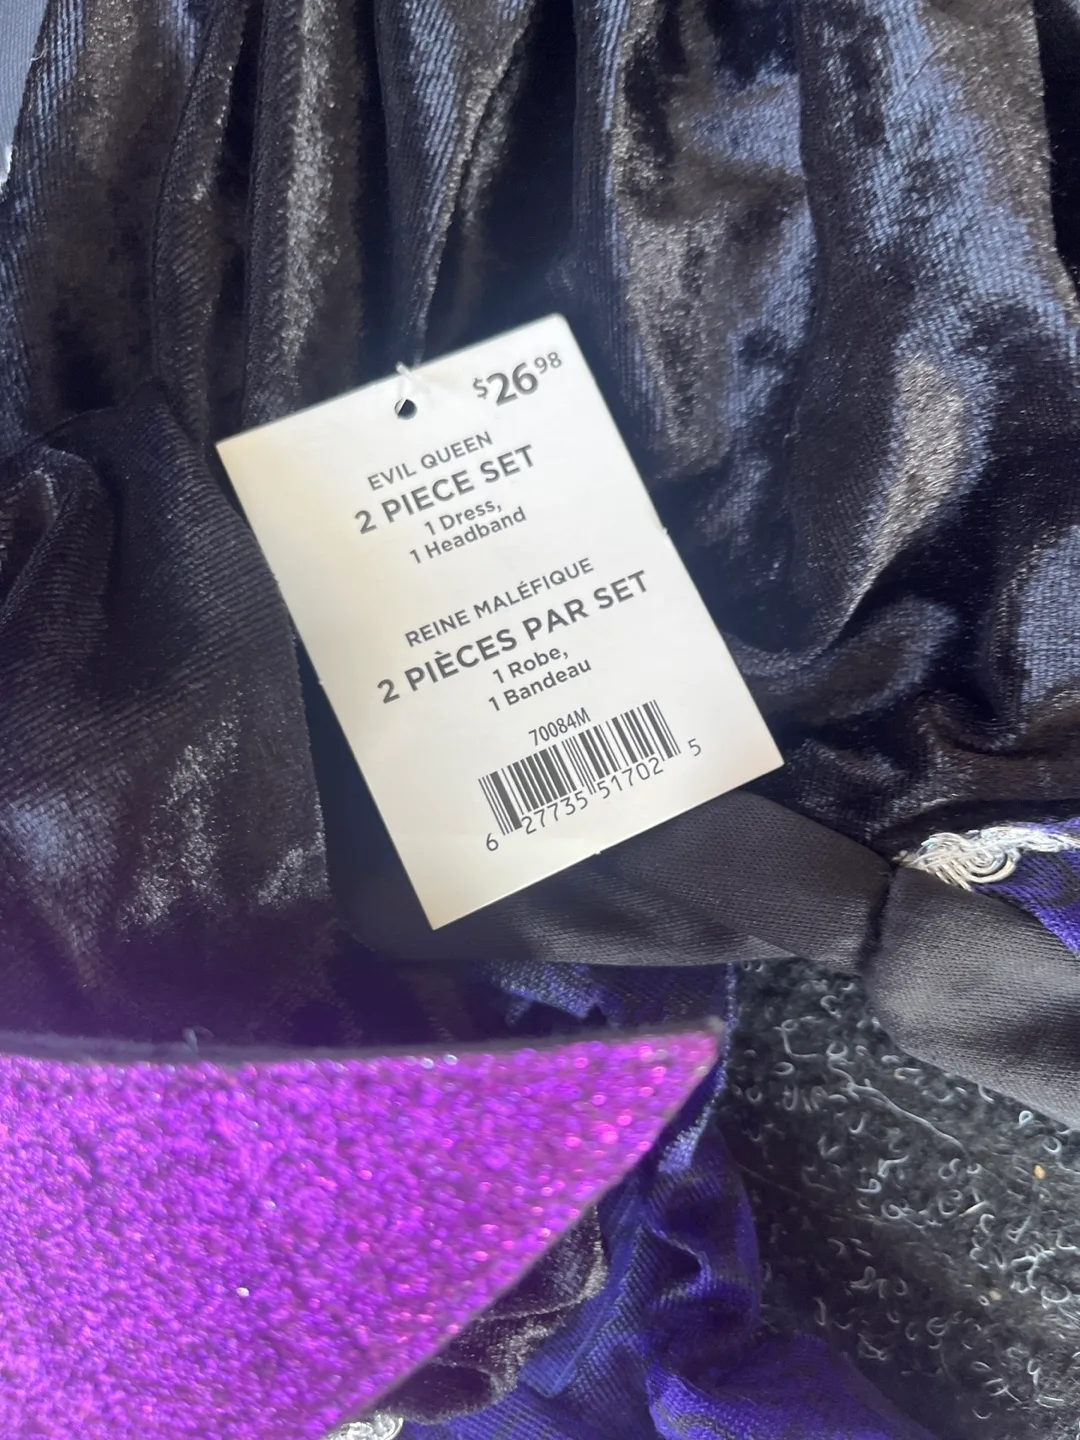 $26.98
EVIL QUEEN
2 PIECE SET
1 Dress,
1 Headband
REINE MALÉFIQUE
2 PIÈCES PAR SET
1 Robe,
1 Bandeau
70084M
6 27735 51702 5